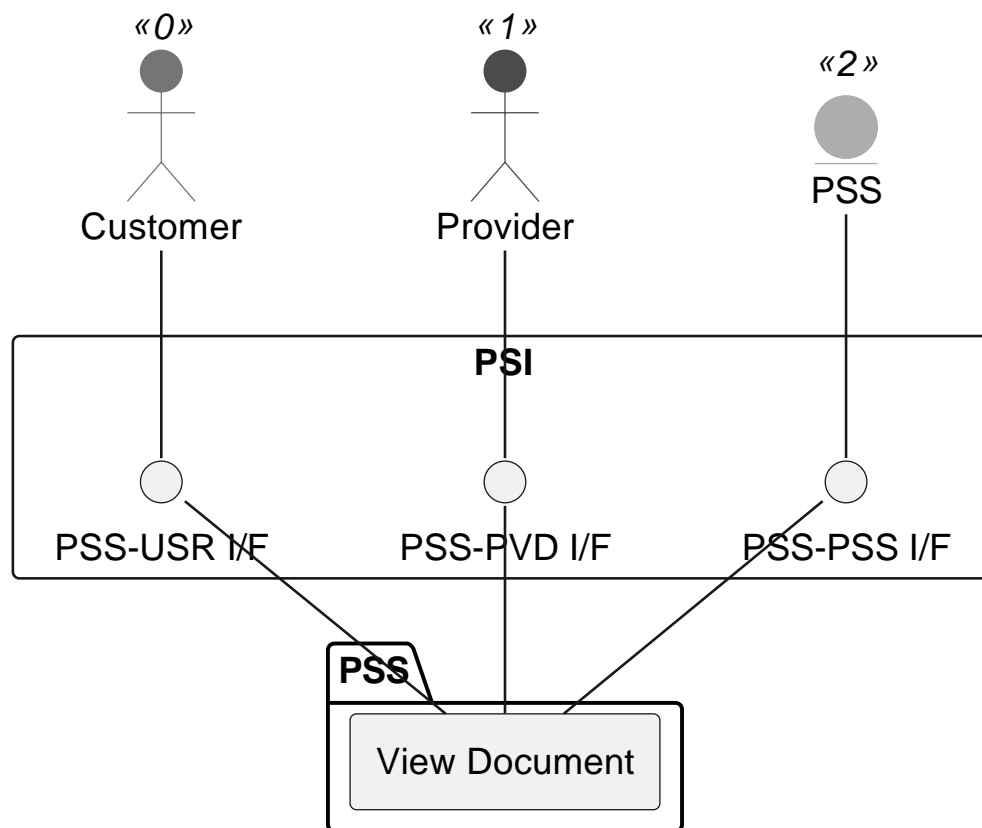 «0»
«1»
«2»
Customer
Provider
PSS
PSI
PSS-USR I/F
PSS-PVD I/F
PSS-PSS I/F
PSS
View Document